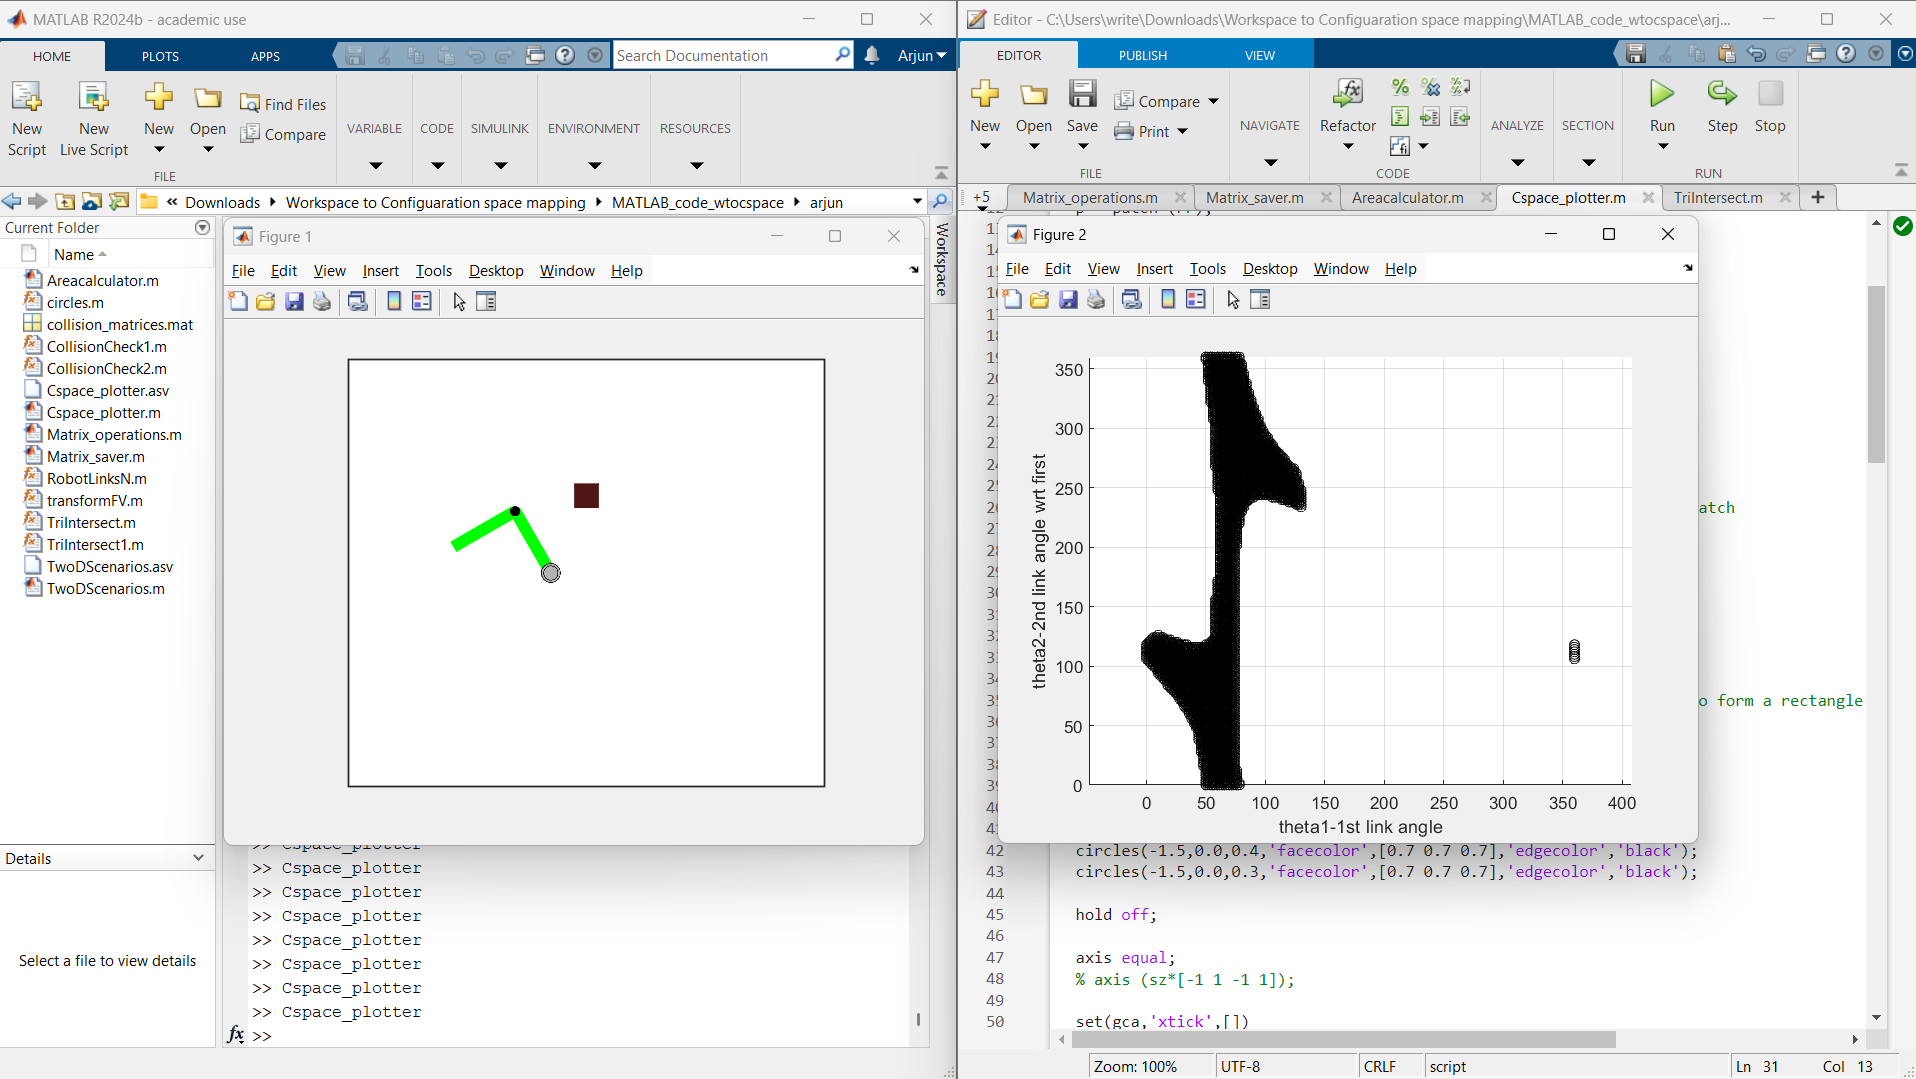 MATLAB R2024b - academic use
HOME
PLOTS
APPS
Search Documentation
Arjun
New Script
New Live Script
New
Open
Find Files
Compare
VARIABLE
CODE
SIMULINK
ENVIRONMENT
RESOURCES
FILE
« Downloads Workspace to Configuaration space mapping MATLAB_code_wtocspace arjun
Current Folder
Name
Areacalculator.m
circles.m
collision_matrices.mat
CollisionCheck1.m
CollisionCheck2.m
Cspace_plotter.asv
Cspace_plotter.m
Matrix_operations.m
Matrix_saver.m
RobotLinksN.m
transformFV.m
TriIntersect.m
TriIntersect1.m
TwoDScenarios.asv
TwoDScenarios.m
Details
Select a file to view details
Workspace
Figure 1
File Edit View Insert Tools Desktop Window Help
>> Cspace_plotter
>> Cspace_plotter
>> Cspace_plotter
>> Cspace_plotter
>> Cspace_plotter
>> Cspace_plotter
>> Cspace_plotter
>> Cspace_plotter
fx >>
Editor - C:\Users\write\Downloads\Workspace to Configuaration space mapping\MATLAB_code_wtocspace\arj...
EDITOR
PUBLISH
VIEW
New
Open
Save
Compare
Print
NAVIGATE
Refactor
ANALYZE
SECTION
Run
Step
Stop
FILE
CODE
RUN
+5
Matrix_operations.m
Matrix_saver.m
Areacalculator.m
Cspace_plotter.m
TriIntersect.m
Figure 2
File Edit View Insert Tools Desktop Window Help
350
300
250
200
150
100
50
0
theta2-2nd link angle wrt first
0 50 100 150 200 250 300 350 400
theta1-1st link angle
atch
o form a rectangle
42 circles(-1.5,0.0,0.4,'facecolor',[0.7 0.7 0.7],'edgecolor','black');
43 circles(-1.5,0.0,0.3,'facecolor',[0.7 0.7 0.7],'edgecolor','black');
44
45 hold off;
46
47 axis equal;
48 % axis (sz*[-1 1 -1 1]);
49
50 set(gca,'xtick',[])
Zoom: 100% UTF-8 CRLF script Ln 31 Col 13